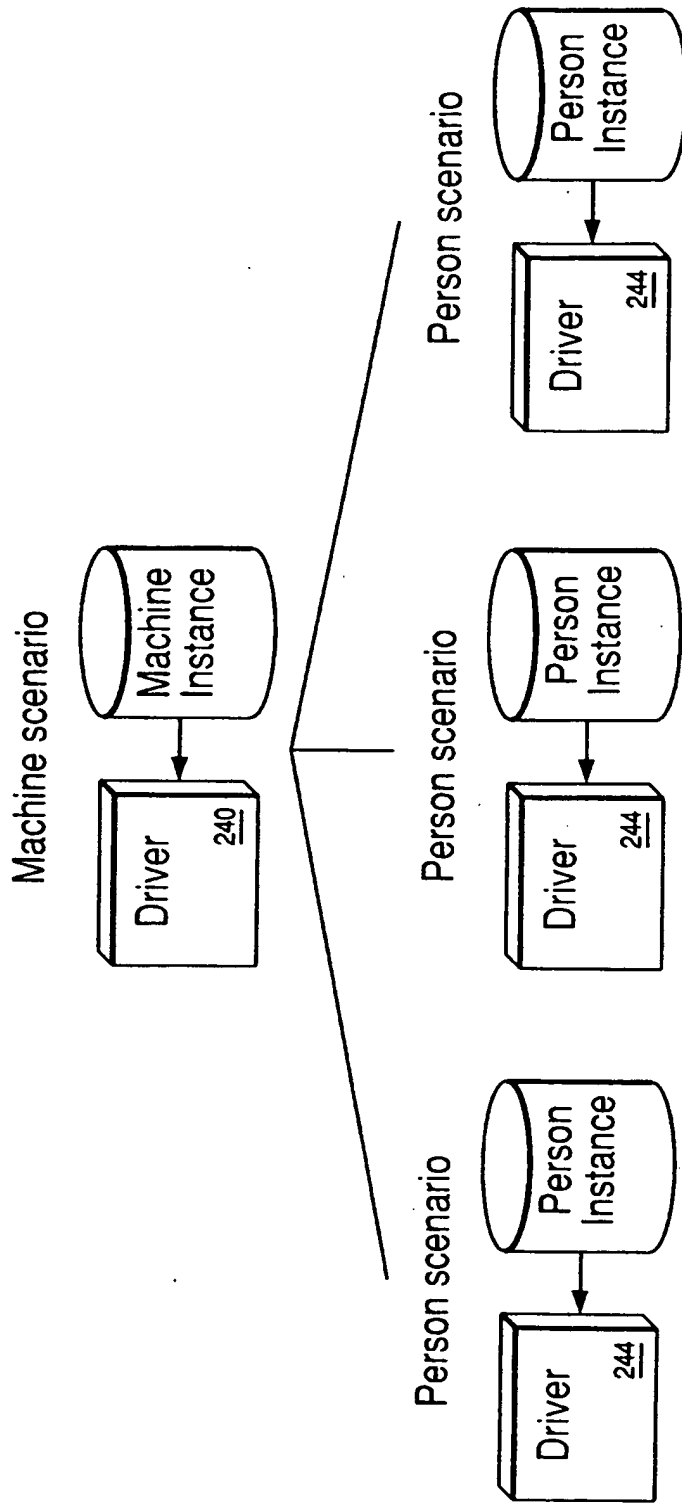 Machine scenario
Driver
240
Machine
Instance
Person scenario
Driver
244
Person
Instance
Person scenario
Driver
244
Person
Instance
Person scenario
Driver
244
Person
Instance